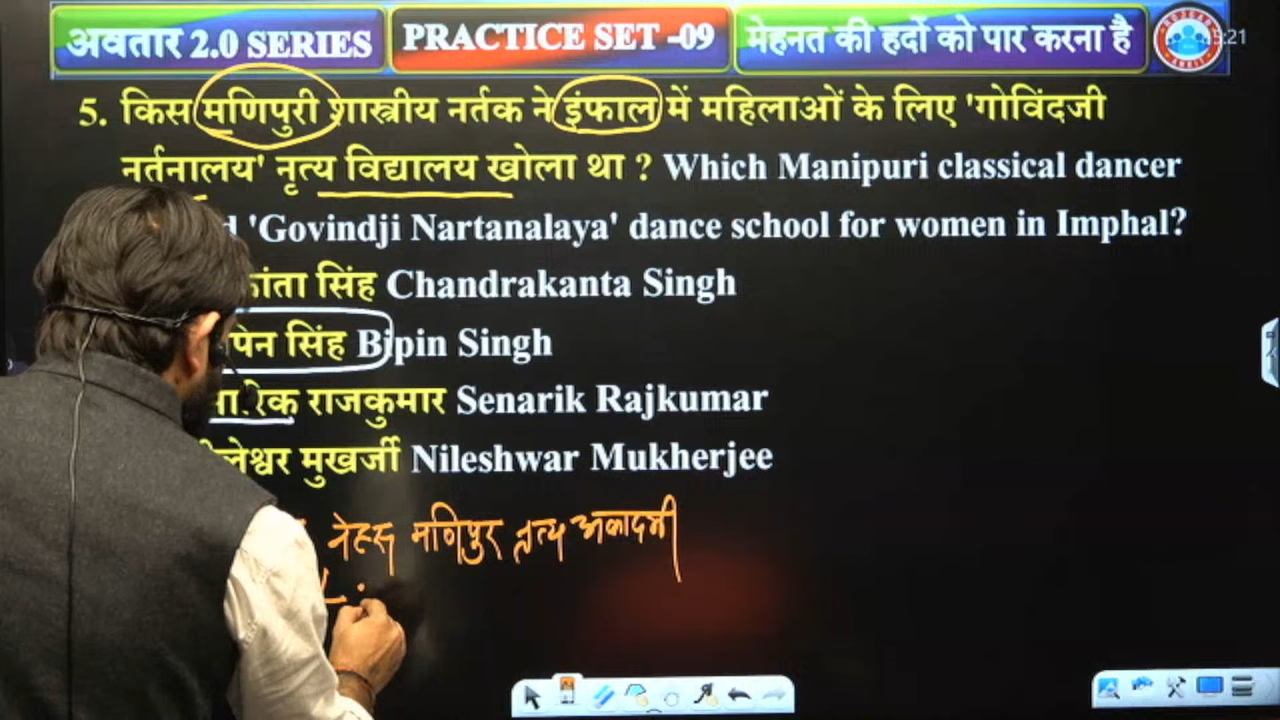 अवतार 2.0 SERIES PRACTICE SET -09 मेहनत की हदों को पार करना है
5:21
5. किस मणिपुरी शास्त्रीय नर्तक ने इंफाल में महिलाओं के लिए 'गोविंदजी
नर्तनालय' नृत्य विद्यालय खोला था ? Which Manipuri classical dancer
'Govindji Nartanalaya' dance school for women in Imphal?
सिंह Chandrakanta Singh
सिंह Bipin Singh
राजकुमार Senarik Rajkumar
मुखर्जी Nileshwar Mukherjee
मणिपुर नृत्य अकादमी